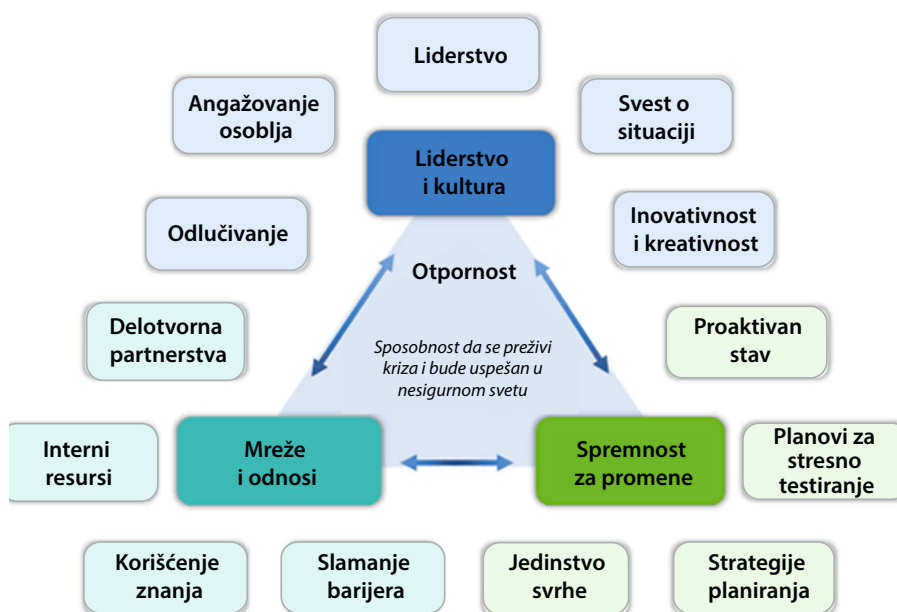 Liderstvo
Angažovanje
osoblja
Svest o
situaciji
Liderstvo
i kultura
Odlučivanje
Inovativnost
i kreativnost
Otpornost
Delotvorna
partnerstva
Proaktivan
stav
Sposobnost da se preživi
kriza i bude uspešan u
nesigurnom svetu
Interni
resursi
Mreže
i odnosi
Spremnost
za promene
Planovi za
stresno
testiranje
Korišćenje
znanja
Slamanje
barijera
Jedinstvo
svrhe
Strategije
planiranja